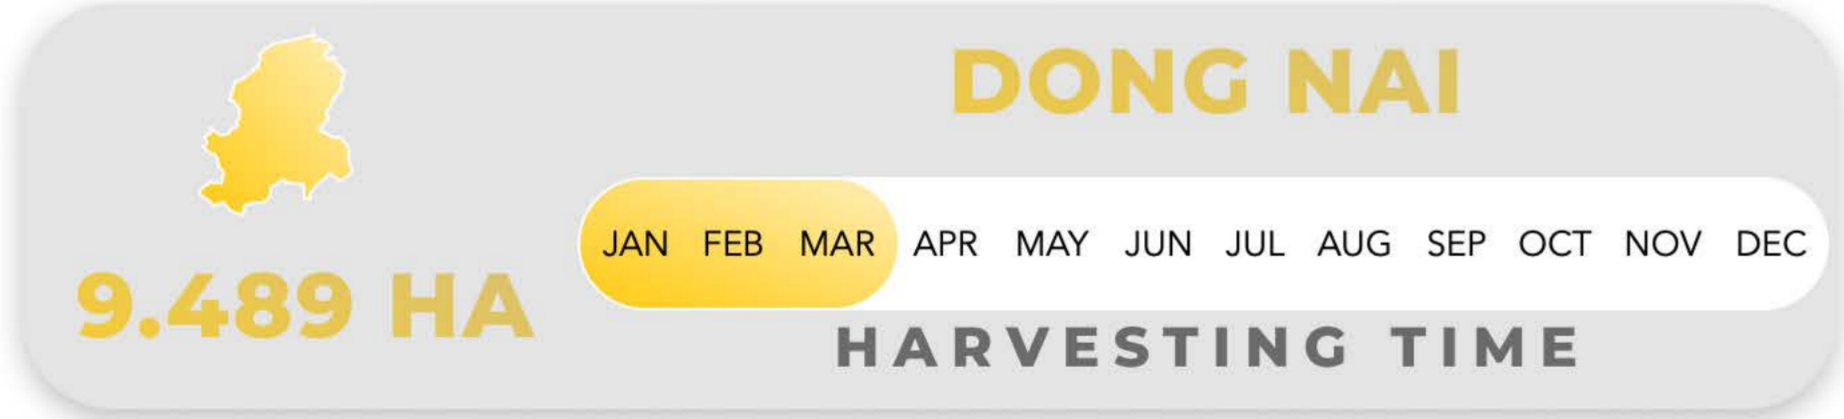 DONG NAI
JAN FEB MAR APR MAY JUN JUL AUG SEP OCT NOV DEC
9.489 HA
HARVESTING TIME